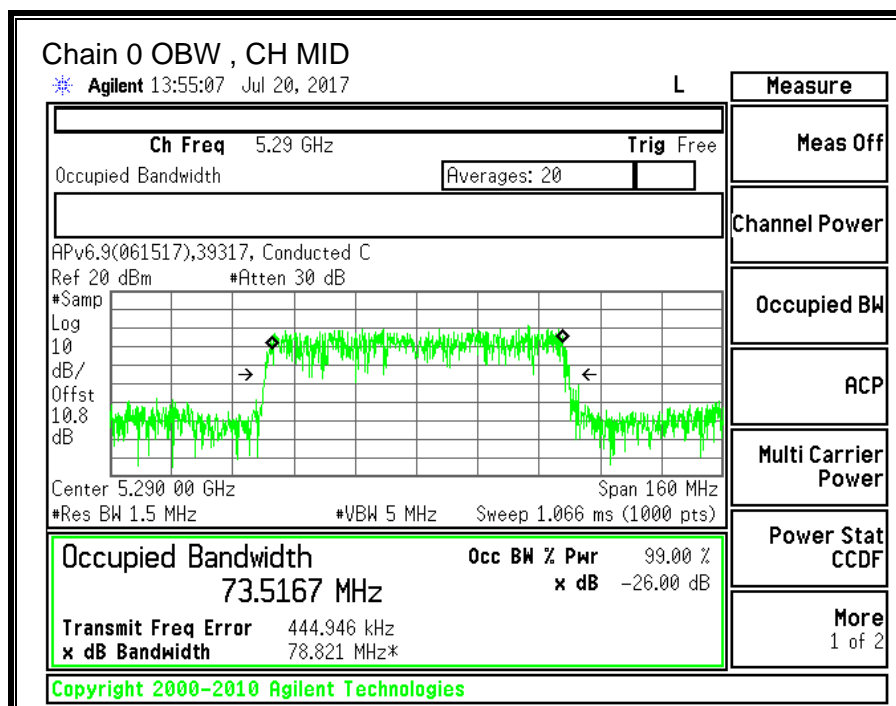 Chain 0 OBW , CH MID
Agilent 13:55:07 Jul 20, 2017 L
Measure
Ch Freq 5.29 GHz Trig Free
Occupied Bandwidth Averages: 20
APv6.9(061517),39317, Conducted C
Ref 20 dBm #Atten 30 dB
#Samp
Log
10
dB/
Offst
10.8
dB
Center 5.290 00 GHz Span 160 MHz
#Res BW 1.5 MHz #VBW 5 MHz Sweep 1.066 ms (1000 pts)
Occupied Bandwidth Occ BW % Pwr 99.00 %
73.5167 MHz x dB -26.00 dB
Transmit Freq Error 444.946 kHz
x dB Bandwidth 78.821 MHz*
Meas Off
Channel Power
Occupied BW
ACP
Multi Carrier
Power
Power Stat
CCDF
More
1 of 2
Copyright 2000-2010 Agilent Technologies